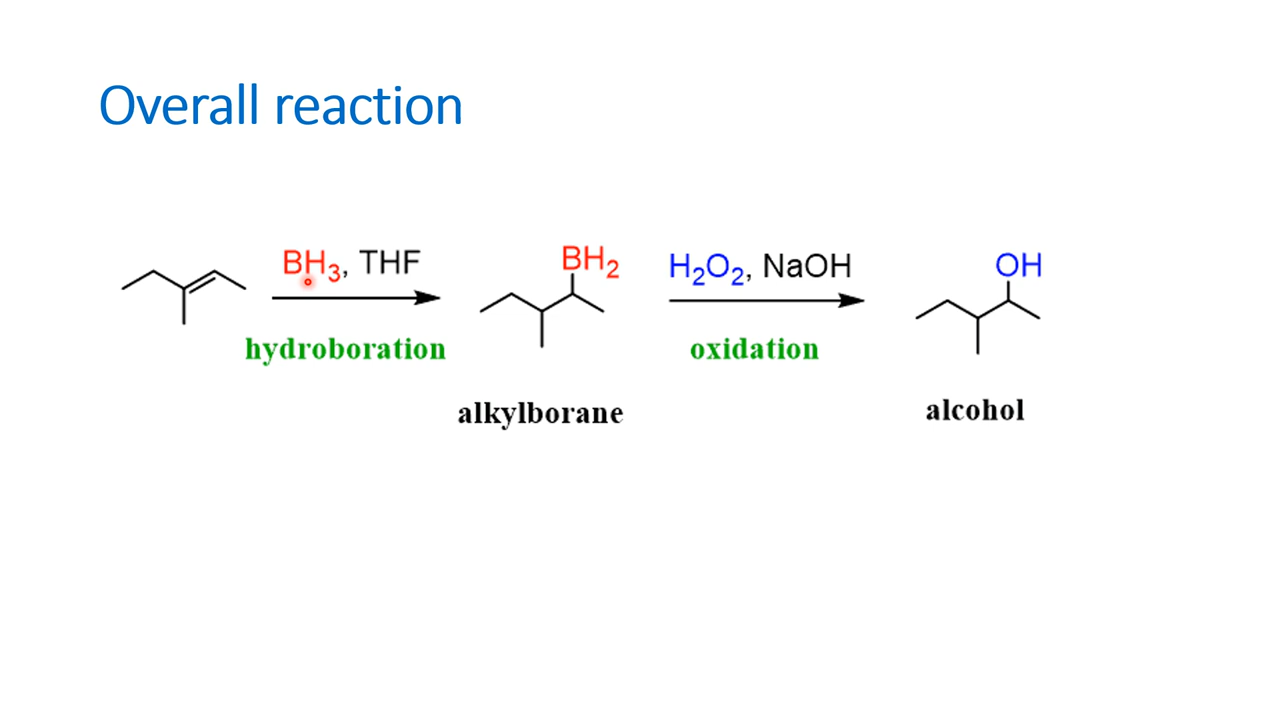 Overall reaction
BH₃, THF
BH₂
H₂O₂, NaOH
OH
hydroboration
oxidation
alkylborane
alcohol